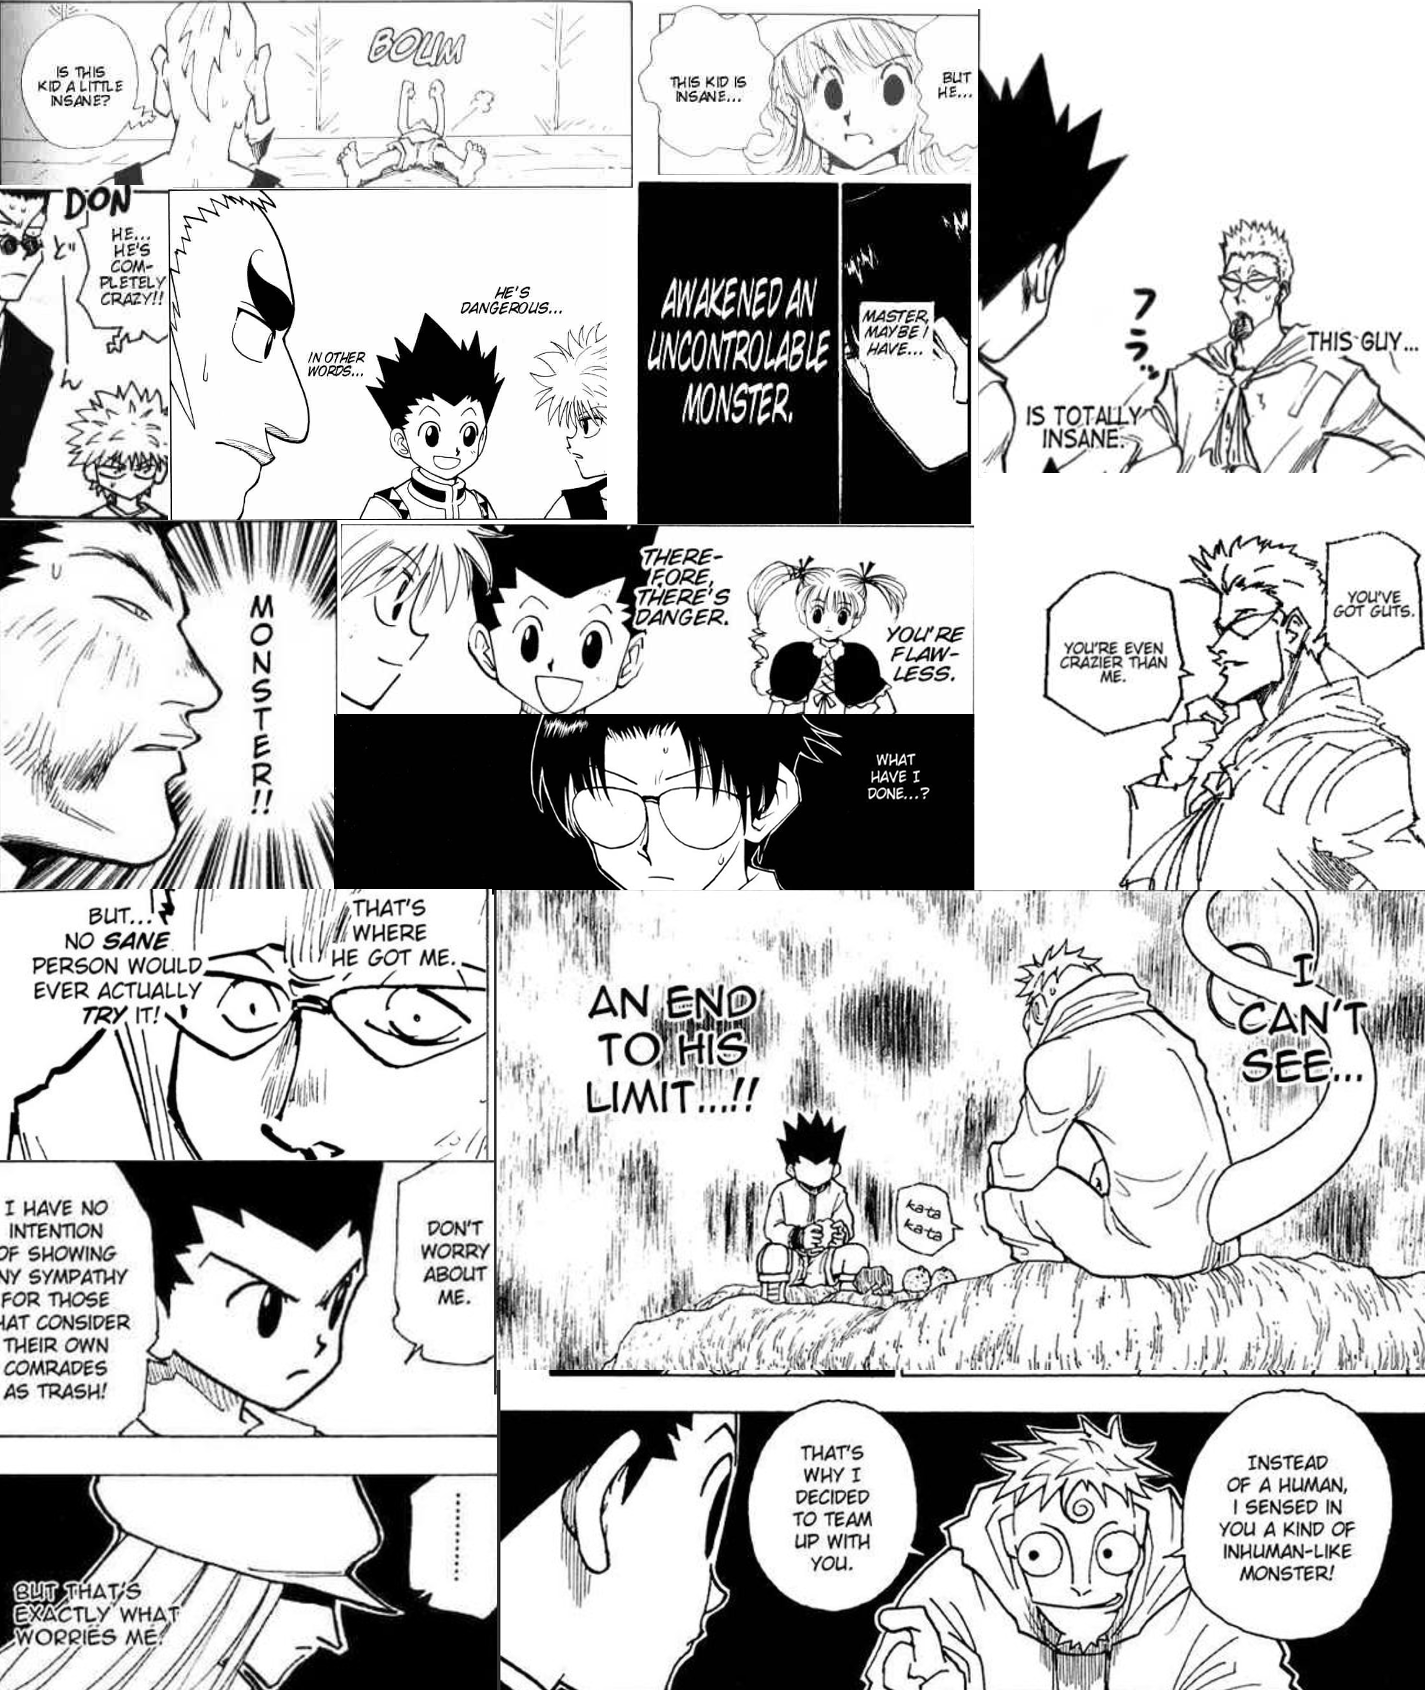 IS THIS
KID A LITTLE
INSANE?
BOUM
THIS KID IS
INSANE...
BUT
HE...
DON
ど
HE...
HE'S
COM-
PLETELY
CRAZY!!
IN OTHER
WORDS...
HE'S
DANGEROUS...
AWAKENED AN
UNCONTROLABLE
MONSTER.
MASTER,
MAYBE I
HAVE...
フラっ
THIS GUY...
IS TOTALLY
INSANE.
MONSTER!!
THERE-
FORE,
THERE'S
DANGER.
YOU'RE
FLAW-
LESS.
WHAT
HAVE I
DONE...?
YOU'VE
GOT GUTS.
YOU'RE EVEN
CRAZIER THAN
ME.
BUT...
NO SANE
PERSON WOULD
EVER ACTUALLY
TRY IT!
THAT'S
WHERE
HE GOT ME.
I
CAN'T
SEE...
AN END
TO HIS
LIMIT...!!
kata
kata
I HAVE NO
INTENTION
OF SHOWING
NY SYMPATHY
FOR THOSE
HAT CONSIDER
THEIR OWN
COMRADES
AS TRASH!
DON'T
WORRY
ABOUT
ME.
.........
BUT THAT'S
EXACTLY WHAT
WORRIES ME.
THAT'S
WHY I
DECIDED
TO TEAM
UP WITH
YOU.
INSTEAD
OF A HUMAN,
I SENSED IN
YOU A KIND OF
INHUMAN-LIKE
MONSTER!